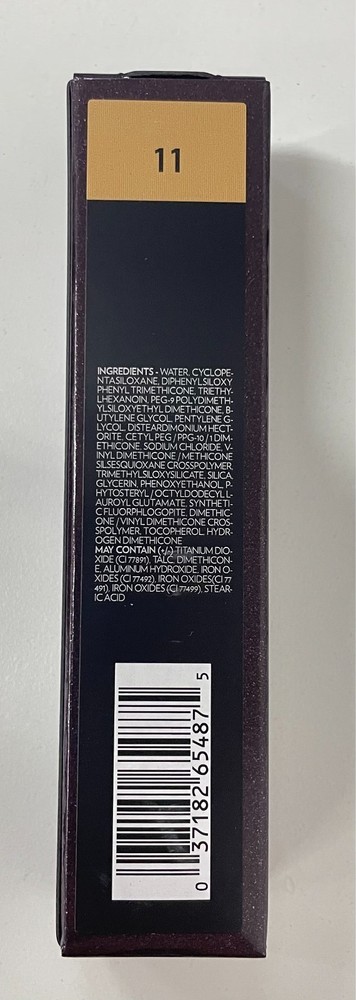 11
INGREDIENTS - WATER, CYCLOPE-
NTASILOXANE, DIPHENYLSILOXY
PHENYL TRIMETHICONE, TRIETHY-
LHEXANOIN, PEG-9 POLYDIMETH-
YLSILOXYETHYL DIMETHICONE, B-
UTYLENE GLYCOL, PENTYLENE G-
LYCOL, DISTEARDIMONIUM HECT-
ORITE, CETYL PEG / PPG-10 / 1 DIM-
ETHICONE, SODIUM CHLORIDE, V-
INYL DIMETHICONE / METHICONE
SILSESQUIOXANE CROSSPOLYMER,
TRIMETHYLSILOXYSILICATE, SILICA,
GLYCERIN, PHENOXYETHANOL, P-
HYTOSTERYL / OCTYLDODECYL L-
AUROYL GLUTAMATE, SYNTHETI-
C FLUORPHLOGOPITE, DIMETHIC-
ONE / VINYL DIMETHICONE CROS-
SPOLYMER, TOCOPHEROL, HYDR-
OGEN DIMETHICONE
MAY CONTAIN (+/-) TITANIUM DIO-
XIDE (CI 77891), TALC, DIMETHICON-
E, ALUMINUM HYDROXIDE, IRON O-
XIDES (CI 77492), IRON OXIDES(CI 77
491), IRON OXIDES (CI 77499), STEAR-
IC ACID
0 37182 65487 5